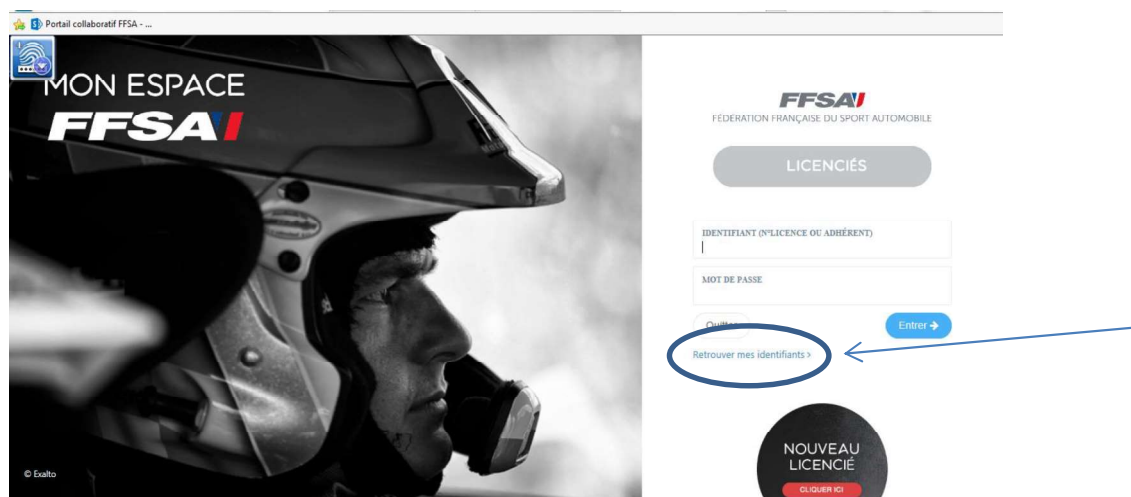 Portail collaboratif FFSA - ...
MON ESPACE
FFSA
© Exalto
FFSA
FÉDÉRATION FRANÇAISE DU SPORT AUTOMOBILE
LICENCIÉS
IDENTIFIANT (N°LICENCE OU ADHÉRENT)
MOT DE PASSE
Quitter
Entrer →
Retrouver mes identifiants >
NOUVEAU
LICENCIÉ
CLIQUER ICI